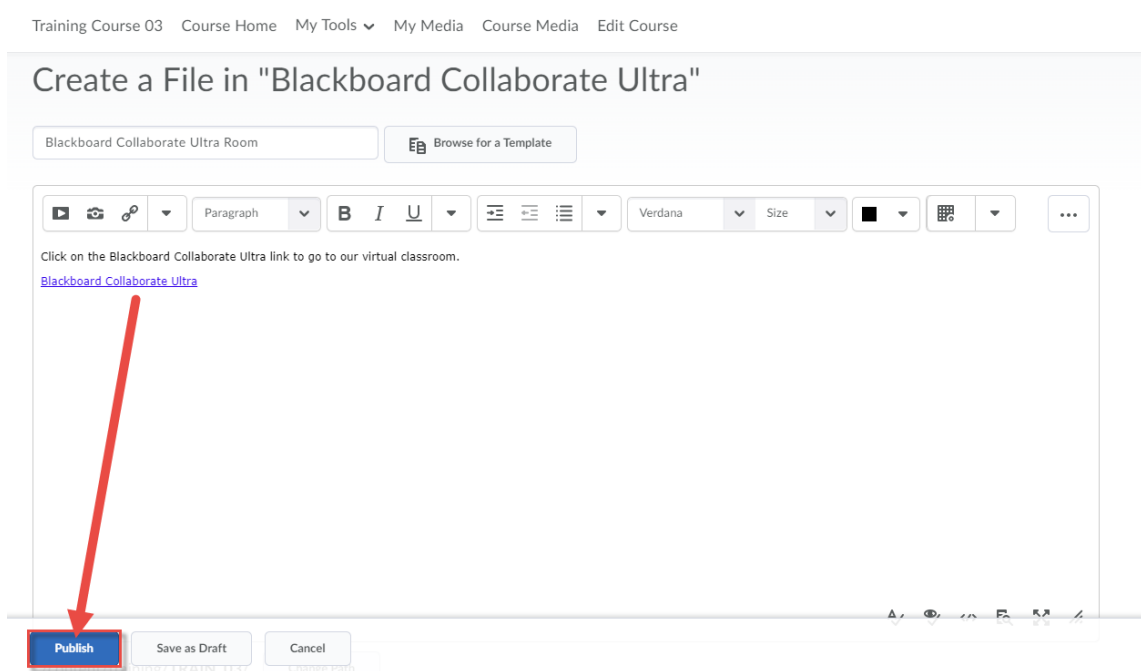 Training Course 03 Course Home My Tools My Media Course Media Edit Course
Create a File in "Blackboard Collaborate Ultra"
Blackboard Collaborate Ultra Room Browse for a Template
Paragraph B I U Verdana Size
Click on the Blackboard Collaborate Ultra link to go to our virtual classroom.
Blackboard Collaborate Ultra
Publish Save as Draft Cancel